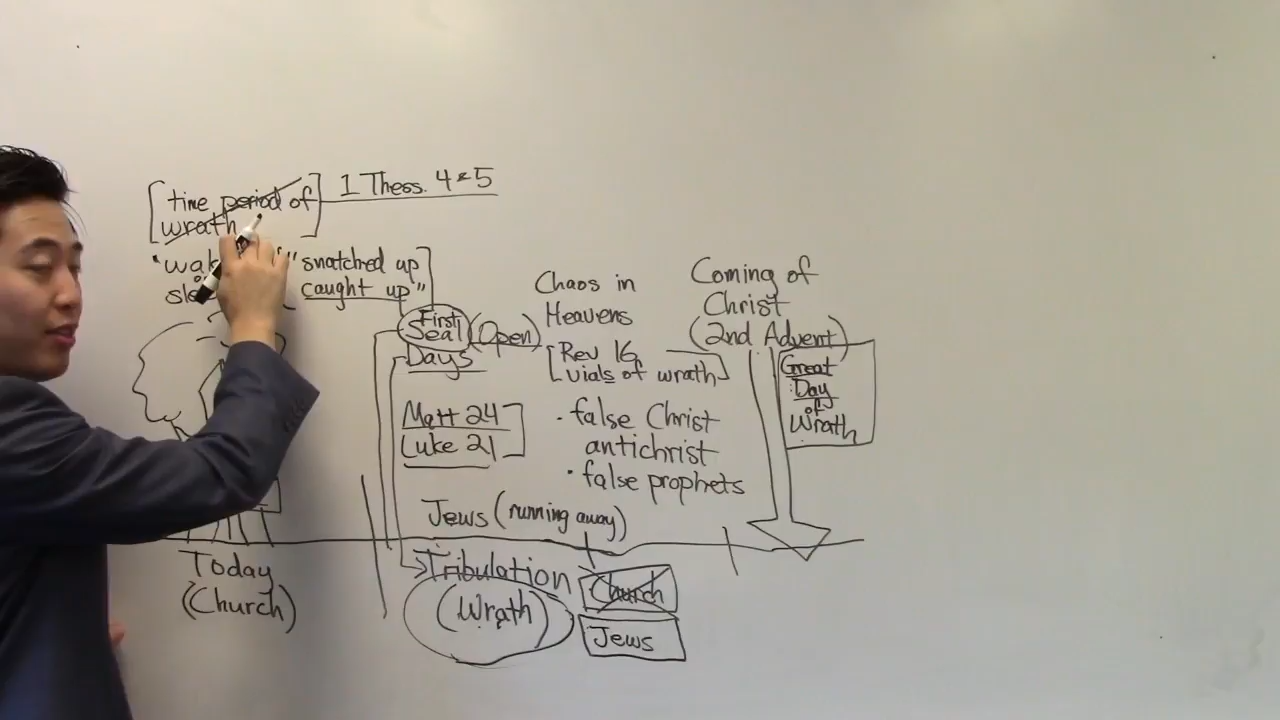 [time period of
wrath]
1 Thess. 4 & 5
"snatched up
caught up"
First
Seal (Open)
Days
Matt 24
Luke 21
Jews (running away)
Chaos in
Heavens
[Rev 16
vials of wrath]
· false Christ
antichrist
· false prophets
Coming of
Christ
(2nd Advent)
Great
Day
of
Wrath
Today
(Church)
Tribulation
(Wrath)
Church
Jews